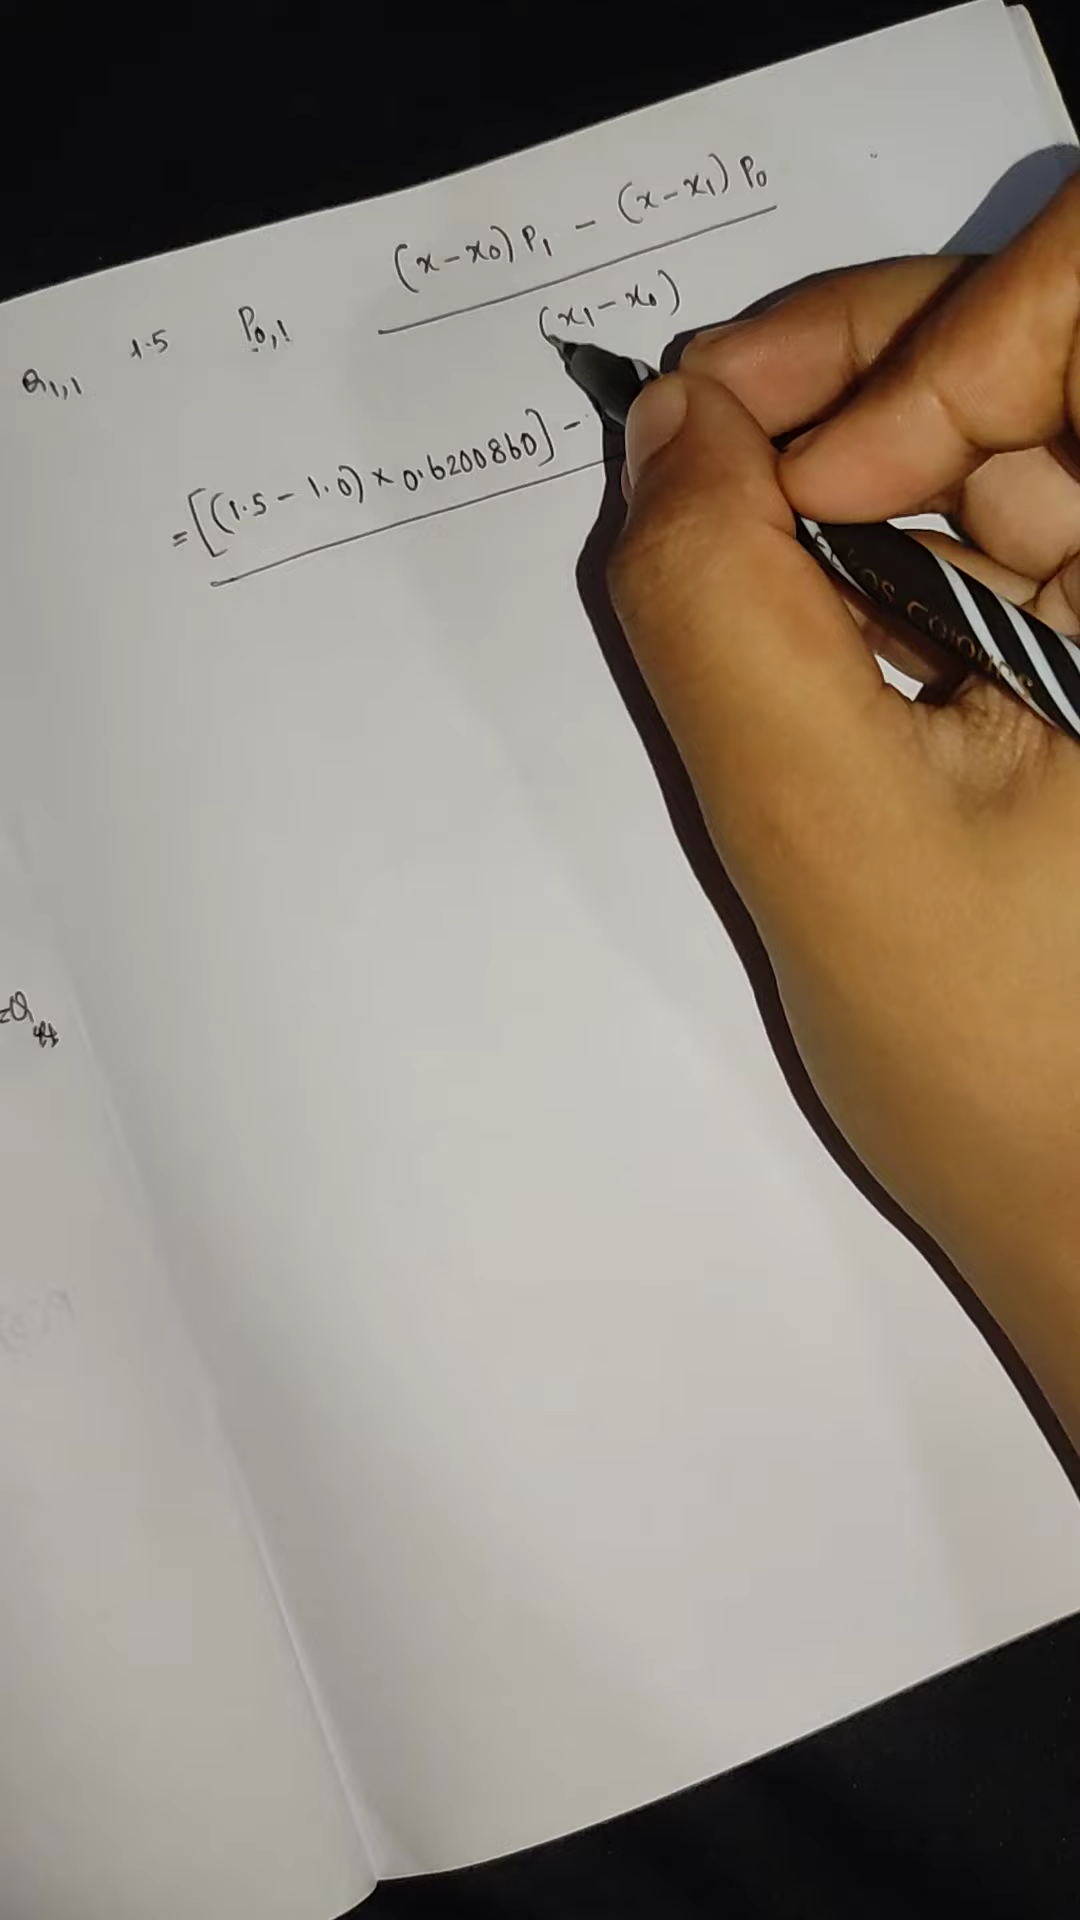 (x-x₀)P₁ - (x-x₁)P₀
Q₁,₁ 1.5 P₀,₁ (x₁-x₀)
= [(1.5-1.0)×0.6200860] -
=Q